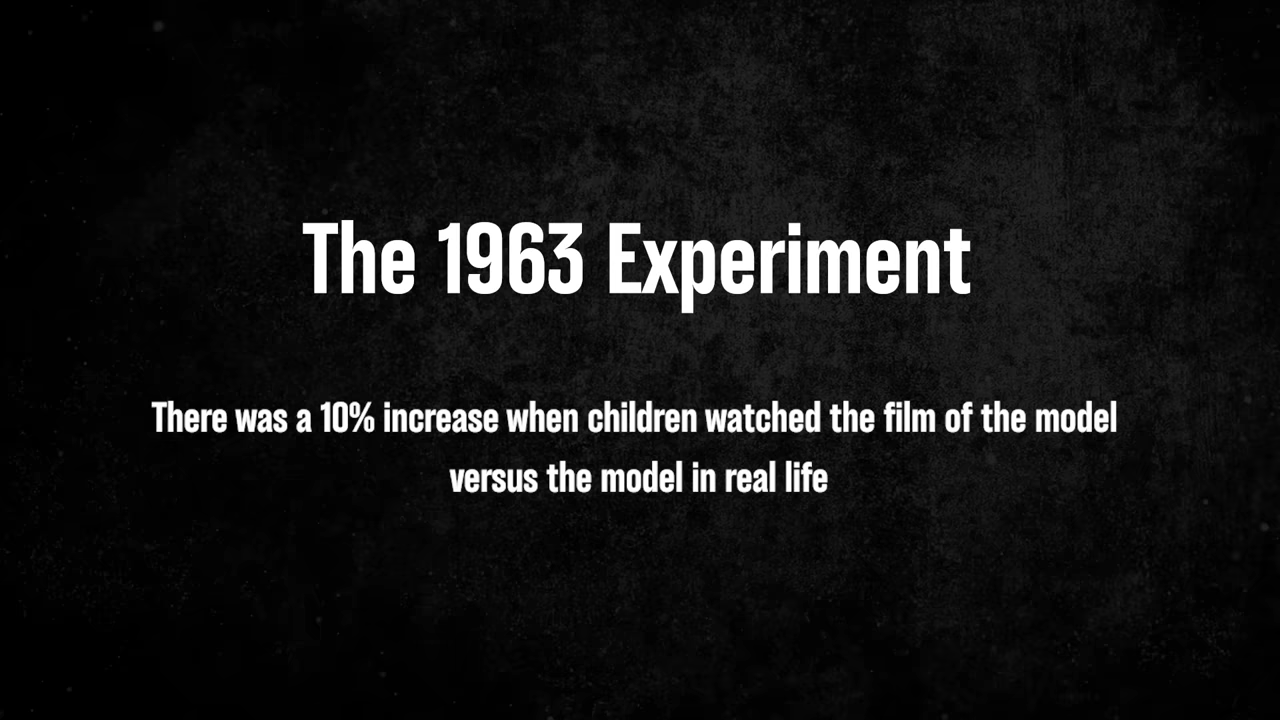 The 1963 Experiment
There was a 10% increase when children watched the film of the model
versus the model in real life